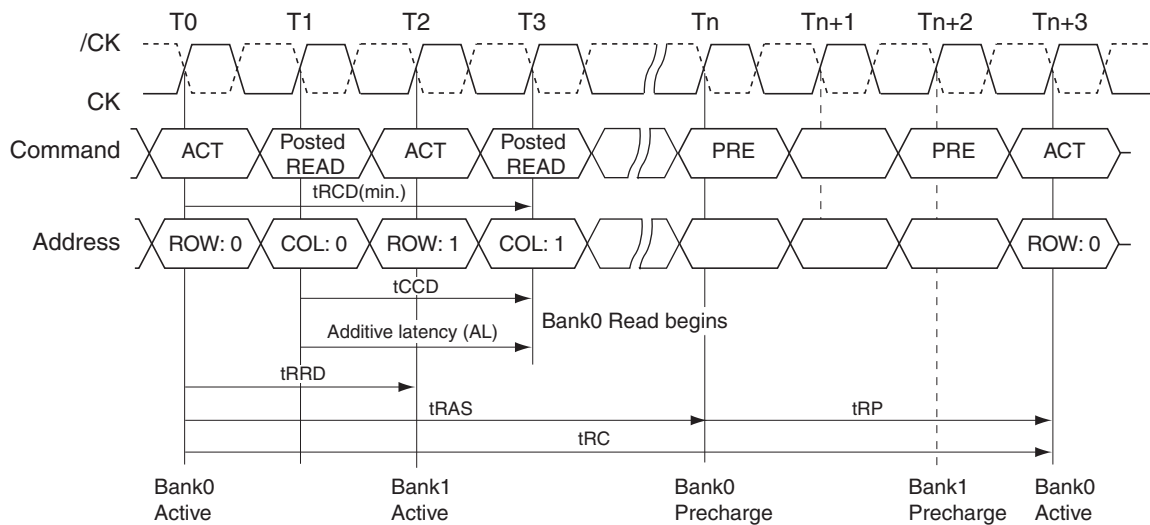 T0 T1 T2 T3 Tn Tn+1 Tn+2 Tn+3
/CK
CK
Command ACT Posted READ ACT Posted READ PRE PRE ACT
tRCD(min.)
Address ROW: 0 COL: 0 ROW: 1 COL: 1 ROW: 0
tCCD
Bank0 Read begins
Additive latency (AL)
tRRD
tRAS tRP
tRC
Bank0 Active
Bank1 Active
Bank0 Precharge
Bank1 Precharge
Bank0 Active